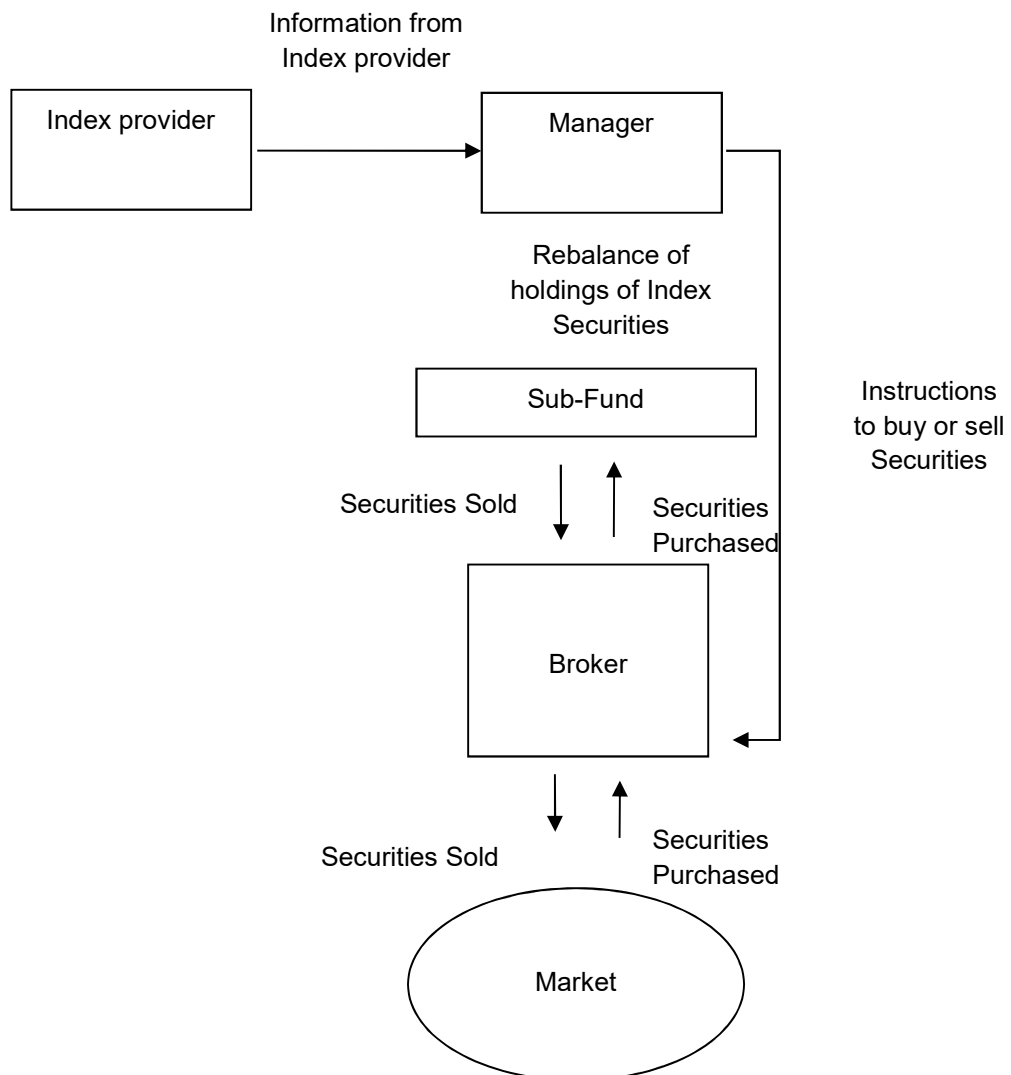 Information from
Index provider
Index provider
Manager
Rebalance of
holdings of Index
Securities
Sub-Fund
Instructions
to buy or sell
Securities
Securities Sold
Securities
Purchased
Broker
Securities Sold
Securities
Purchased
Market